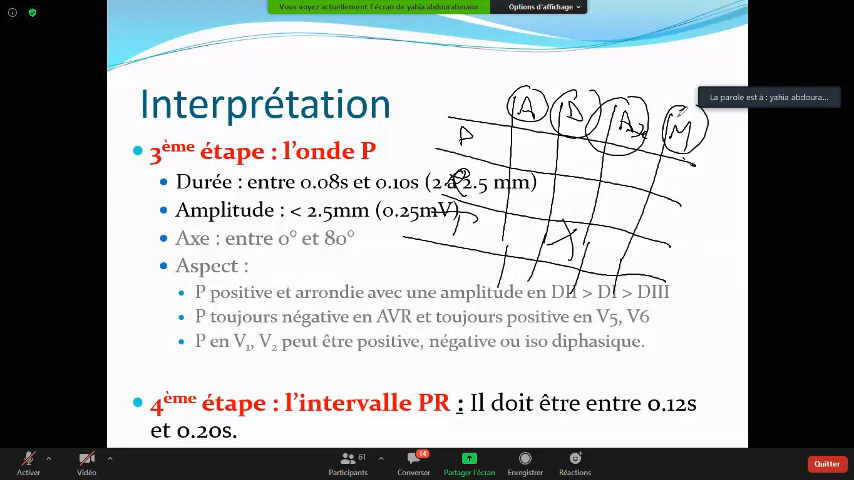 Vous voyez actuellement l'écran de yahia abdourahmane
Options d'affichage
La parole est à : yahia abdoura...
Interprétation
A D A M
P
3ème étape : l'onde P
Durée : entre 0.08s et 0.10s (2 à 2.5 mm)
Amplitude : < 2.5mm (0.25mV)
Axe : entre 0° et 80°
Aspect :
P positive et arrondie avec une amplitude en DII > DI > DIII
P toujours négative en AVR et toujours positive en V5, V6
P en V1, V2 peut être positive, négative ou iso diphasique.
4ème étape : l'intervalle PR : Il doit être entre 0.12s
et 0.20s.
61
14
Activer
Vidéo
Participants
Converser
Partager l'écran
Enregistrer
Réactions
Quitter